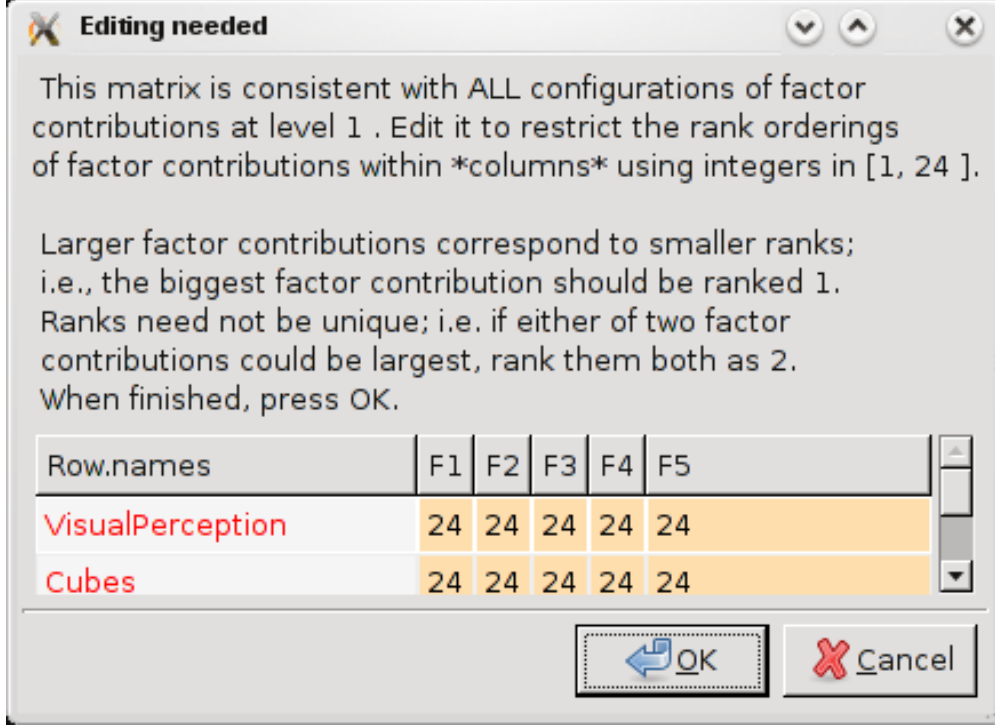 Editing needed
This matrix is consistent with ALL configurations of factor
contributions at level 1 . Edit it to restrict the rank orderings
of factor contributions within *columns* using integers in [1, 24 ].
Larger factor contributions correspond to smaller ranks;
i.e., the biggest factor contribution should be ranked 1.
Ranks need not be unique; i.e. if either of two factor
contributions could be largest, rank them both as 2.
When finished, press OK.
Row.names F1 F2 F3 F4 F5
VisualPerception 24 24 24 24 24
Cubes 24 24 24 24 24
OK Cancel